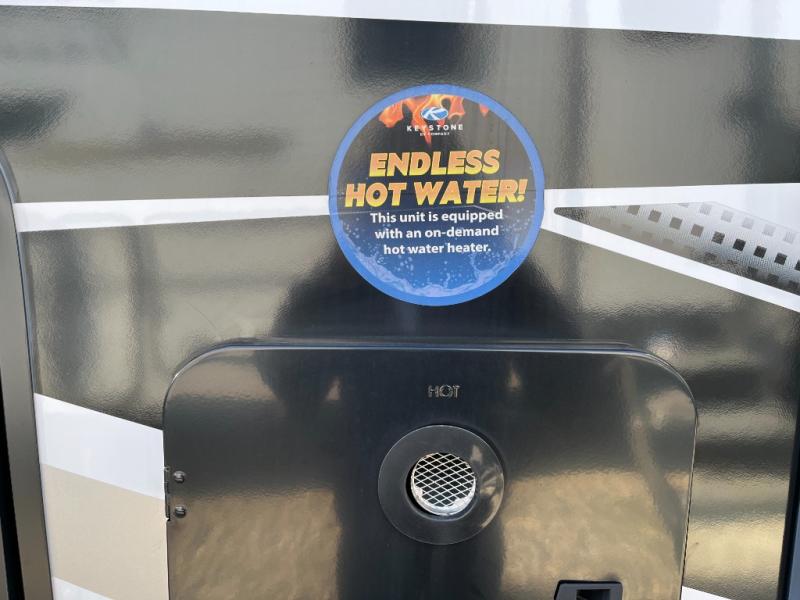 KEYSTONE
RV COMPANY
ENDLESS
HOT WATER!
This unit is equipped
with an on-demand
hot water heater.
HOT